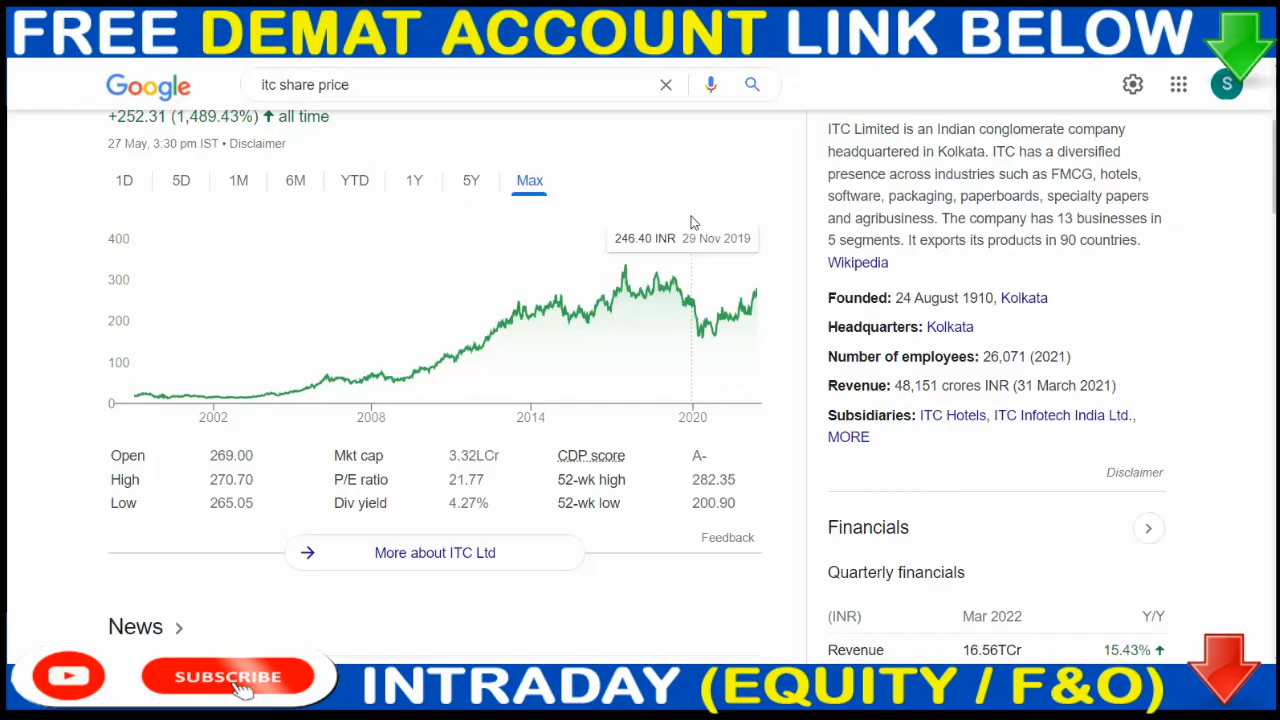 FREE DEMAT ACCOUNT LINK BELOW
Google
itc share price
S
+252.31 (1,489.43%) ↑ all time
27 May, 3:30 pm IST • Disclaimer
1D 5D 1M 6M YTD 1Y 5Y Max
246.40 INR 29 Nov 2019
400
300
200
100
0
2002 2008 2014 2020
Open 269.00 Mkt cap 3.32LCr CDP score A-
High 270.70 P/E ratio 21.77 52-wk high 282.35
Low 265.05 Div yield 4.27% 52-wk low 200.90
Feedback
→ More about ITC Ltd
News >
ITC Limited is an Indian conglomerate company
headquartered in Kolkata. ITC has a diversified
presence across industries such as FMCG, hotels,
software, packaging, paperboards, specialty papers
and agribusiness. The company has 13 businesses in
5 segments. It exports its products in 90 countries.
Wikipedia
Founded: 24 August 1910, Kolkata
Headquarters: Kolkata
Number of employees: 26,071 (2021)
Revenue: 48,151 crores INR (31 March 2021)
Subsidiaries: ITC Hotels, ITC Infotech India Ltd.,
MORE
Disclaimer
Financials
Quarterly financials
(INR) Mar 2022 Y/Y
Revenue 16.56TCr 15.43% ↑
SUBSCRIBE
INTRADAY (EQUITY / F&O)